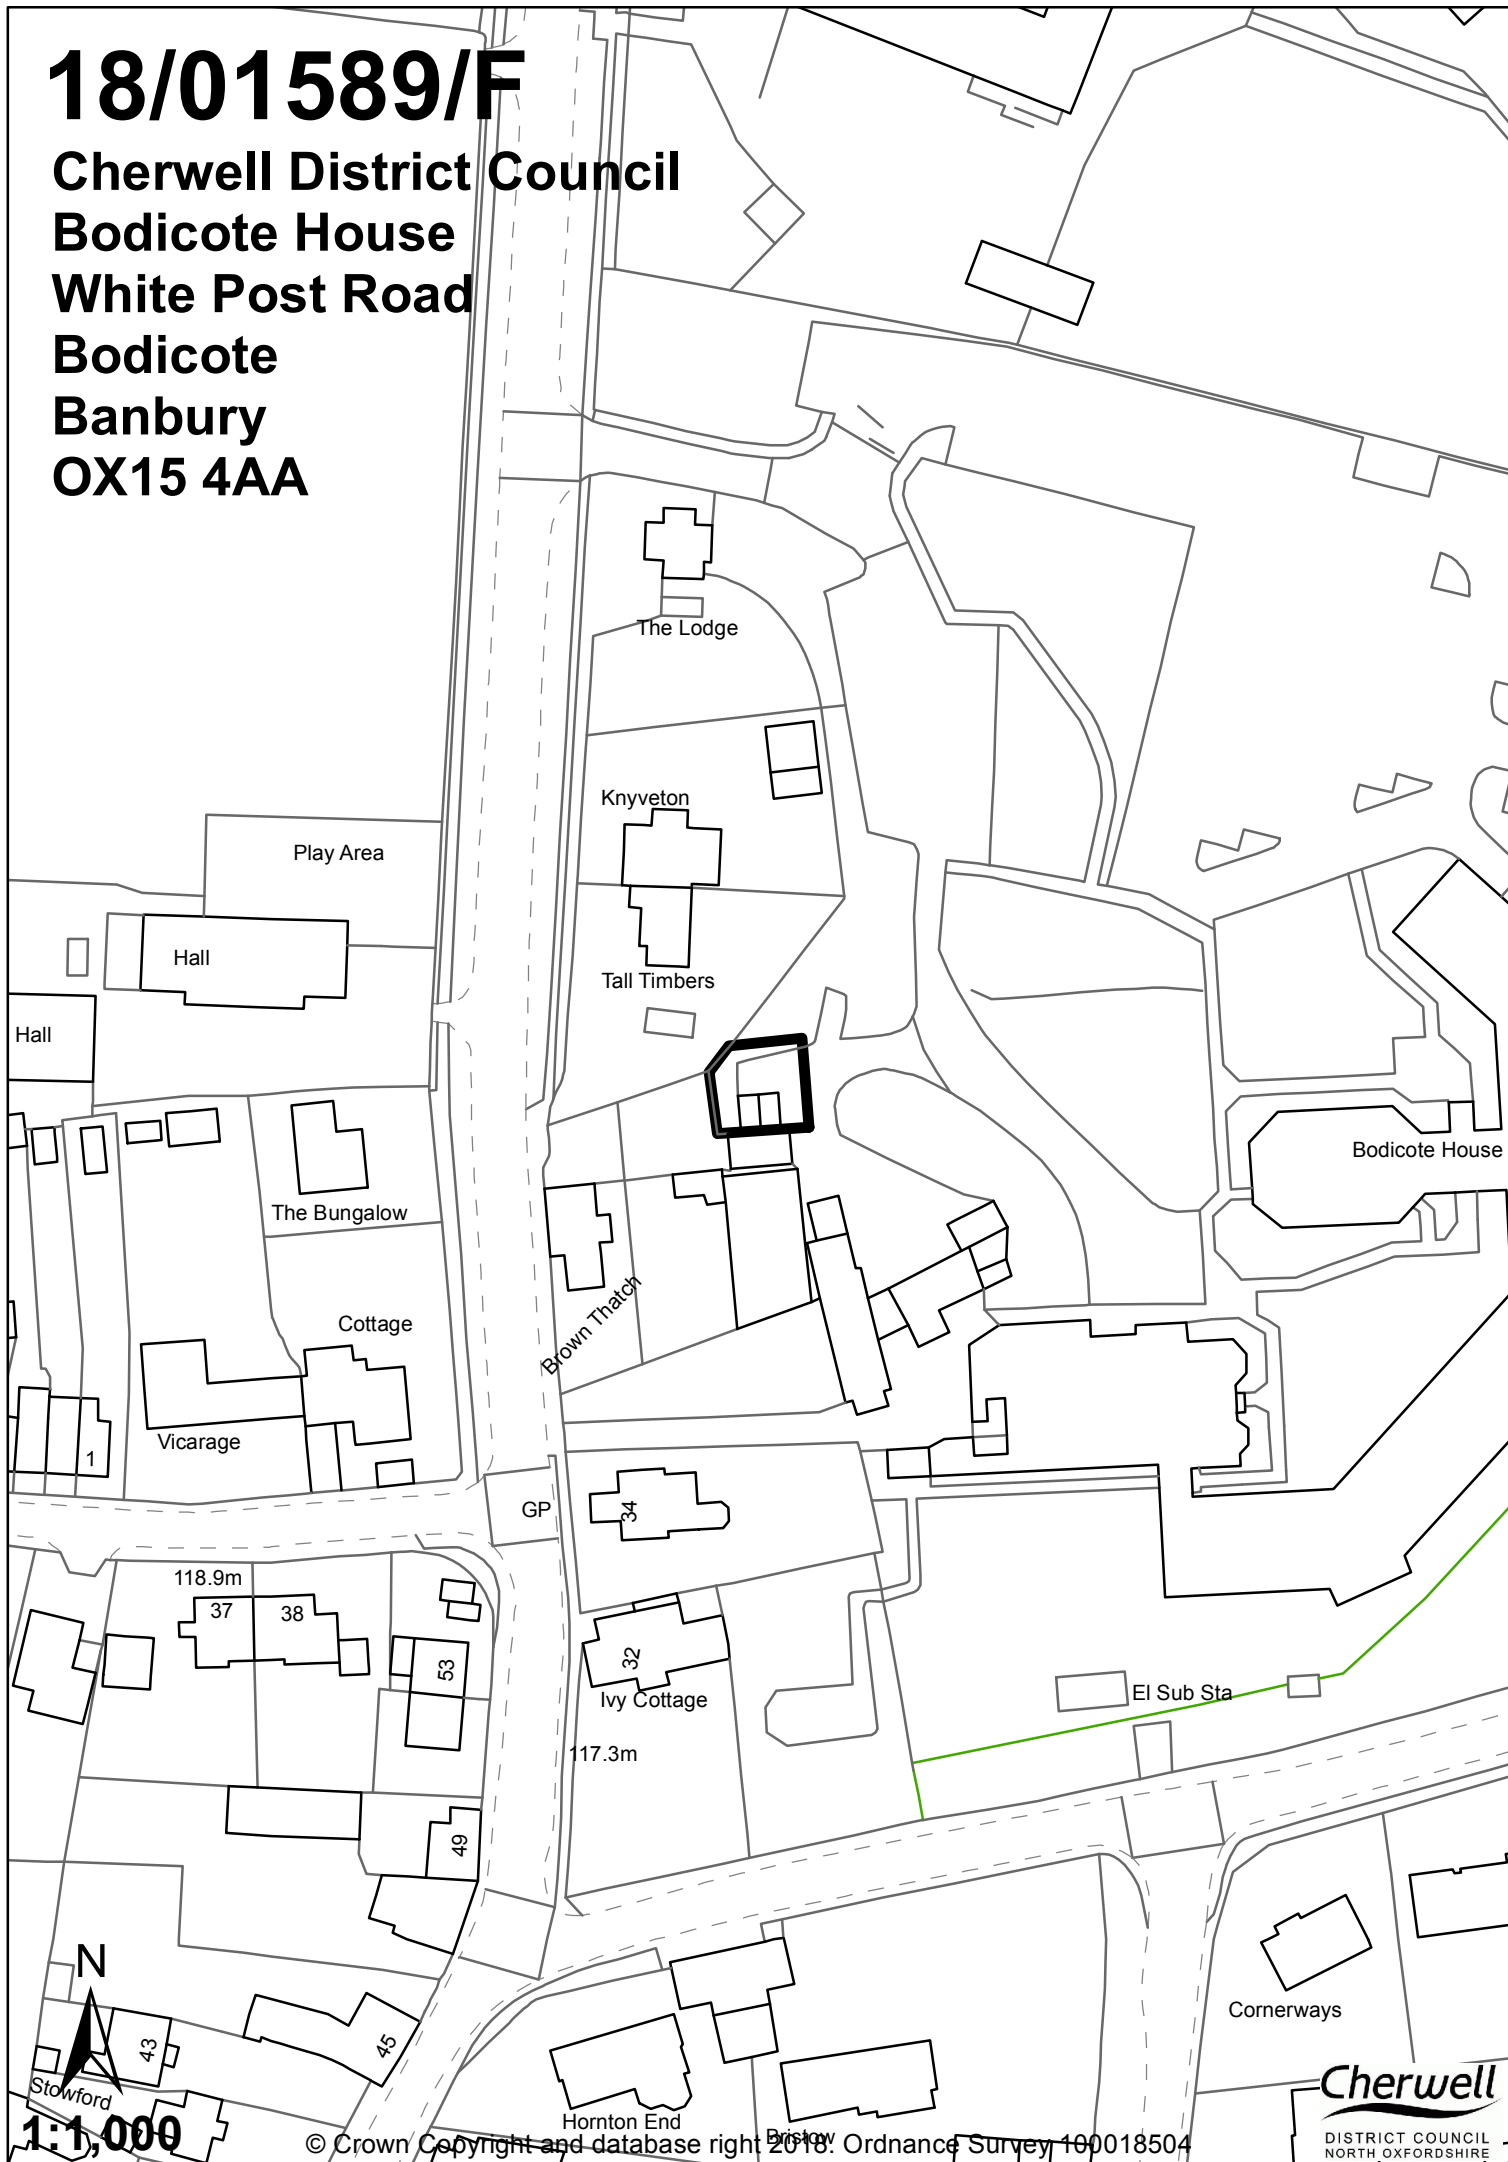 18/01589/F
Cherwell District Council
Bodicote House
White Post Road
Bodicote
Banbury
OX15 4AA
The Lodge
Knyveton
Play Area
Hall
Tall Timbers
Hall
Bodicote House
The Bungalow
Brown Thatch
Cottage
Vicarage
1
GP
34
118.9m
37
38
53
32
Ivy Cottage
El Sub Sta
117.3m
49
N
Cornerways
43
45
Stowford
Hornton End
Bristow
1:1,000
© Crown Copyright and database right 2018. Ordnance Survey 100018504
Cherwell
DISTRICT COUNCIL
NORTH OXFORDSHIRE